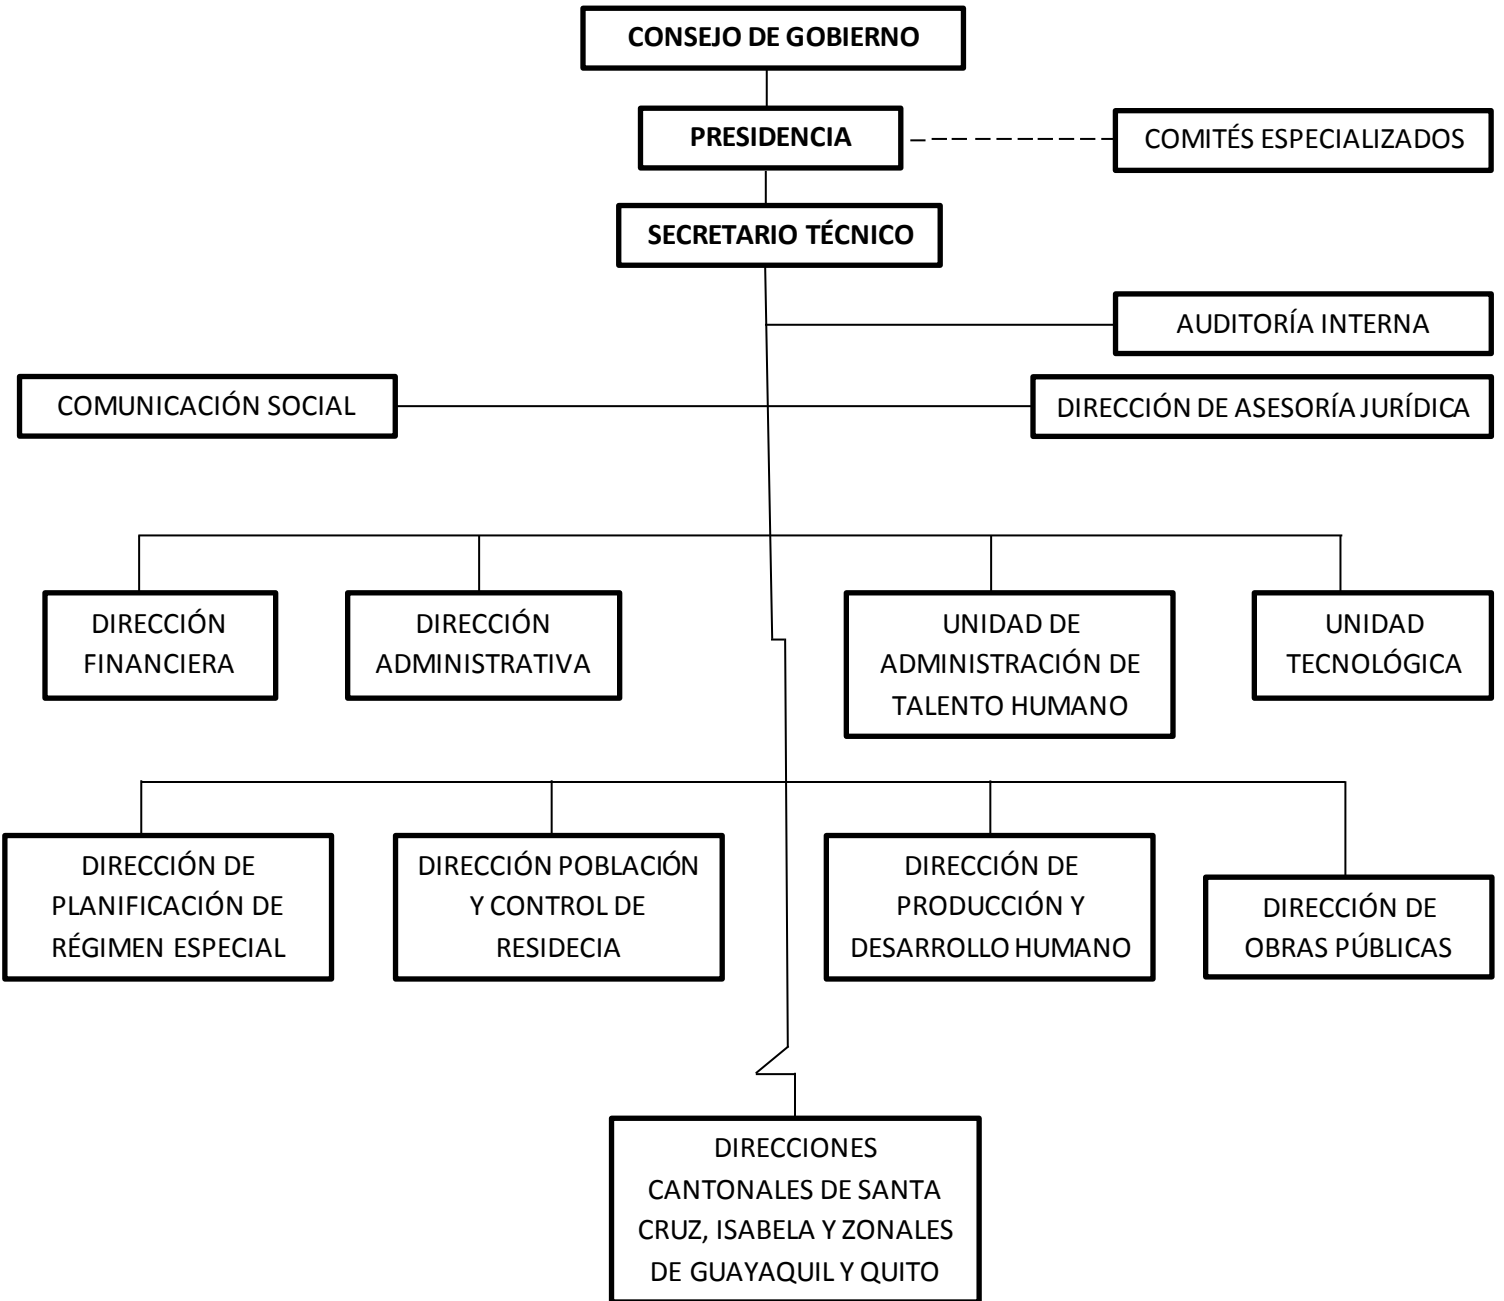 CONSEJO DE GOBIERNO
PRESIDENCIA
COMITÉS ESPECIALIZADOS
SECRETARIO TÉCNICO
AUDITORÍA INTERNA
COMUNICACIÓN SOCIAL
DIRECCIÓN DE ASESORÍA JURÍDICA
DIRECCIÓN
FINANCIERA
DIRECCIÓN
ADMINISTRATIVA
UNIDAD DE
ADMINISTRACIÓN DE
TALENTO HUMANO
UNIDAD
TECNOLÓGICA
DIRECCIÓN DE
PLANIFICACIÓN DE
RÉGIMEN ESPECIAL
DIRECCIÓN POBLACIÓN
Y CONTROL DE
RESIDECIA
DIRECCIÓN DE
PRODUCCIÓN Y
DESARROLLO HUMANO
DIRECCIÓN DE
OBRAS PÚBLICAS
DIRECCIONES
CANTONALES DE SANTA
CRUZ, ISABELA Y ZONALES
DE GUAYAQUIL Y QUITO